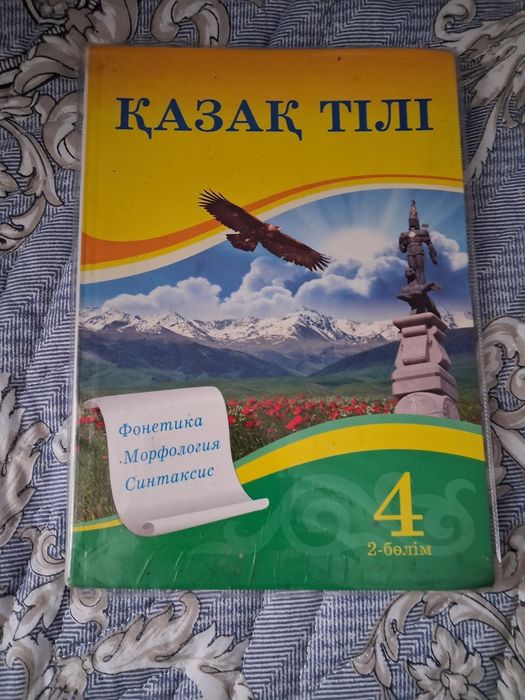 ҚАЗАҚ ТІЛІ
Фонетика
Морфология
Синтаксис
4
2-бөлім